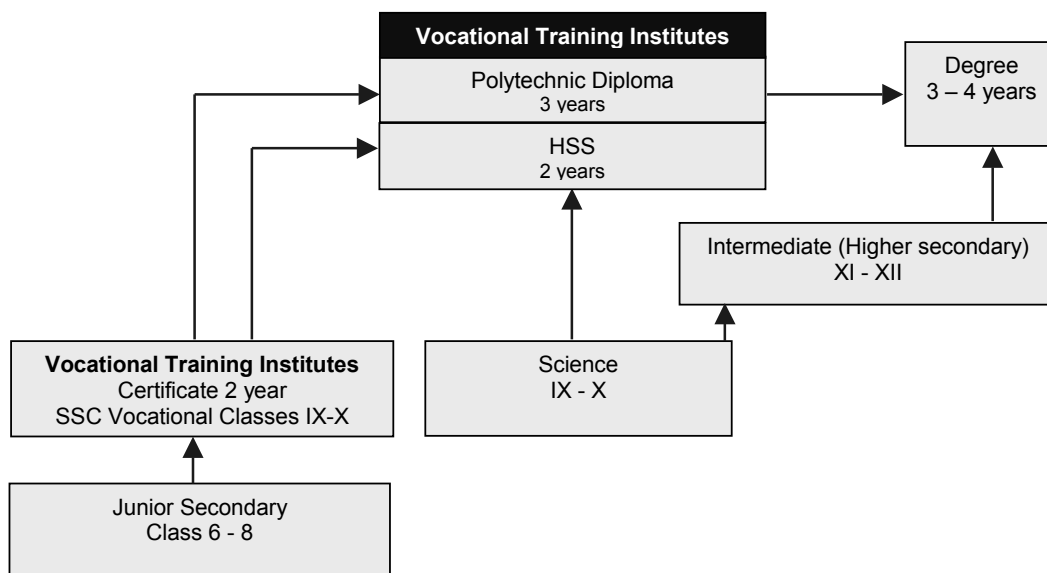 Vocational Training Institutes
Polytechnic Diploma
3 years
HSS
2 years
Degree
3 – 4 years
Intermediate (Higher secondary)
XI - XII
Vocational Training Institutes
Certificate 2 year
SSC Vocational Classes IX-X
Science
IX - X
Junior Secondary
Class 6 - 8